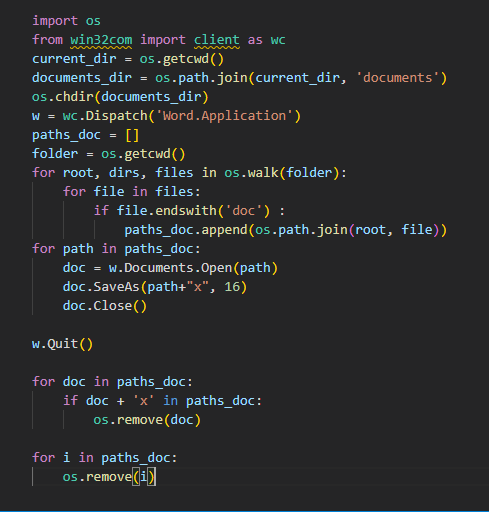 import os
from win32com import client as wc
current_dir = os.getcwd()
documents_dir = os.path.join(current_dir, 'documents')
os.chdir(documents_dir)
w = wc.Dispatch('Word.Application')
paths_doc = []
folder = os.getcwd()
for root, dirs, files in os.walk(folder):
    for file in files:
        if file.endswith('doc') :
            paths_doc.append(os.path.join(root, file))
for path in paths_doc:
    doc = w.Documents.Open(path)
    doc.SaveAs(path+"x", 16)
    doc.Close()

w.Quit()

for doc in paths_doc:
    if doc + 'x' in paths_doc:
        os.remove(doc)

for i in paths_doc:
    os.remove(i)